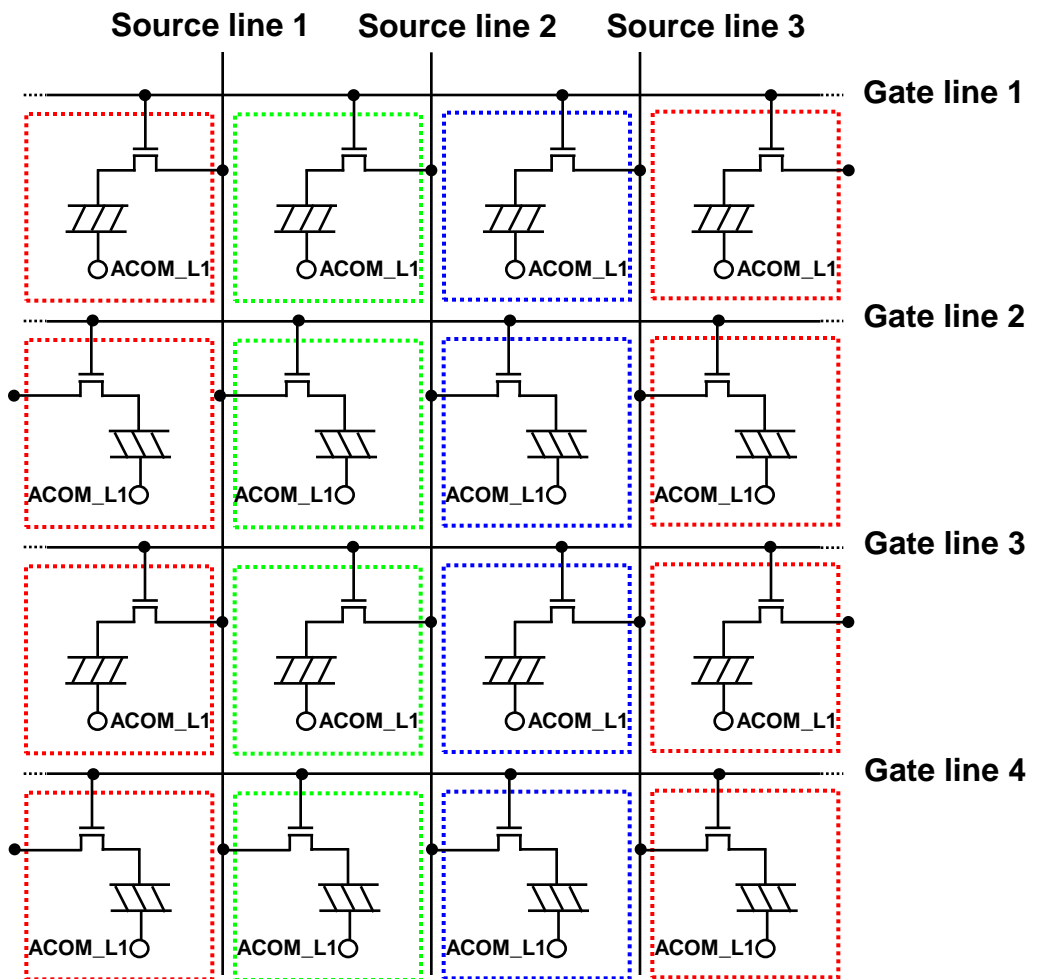 Source line 1 Source line 2 Source line 3
Gate line 1
ACOM_L1 ACOM_L1 ACOM_L1 ACOM_L1
Gate line 2
ACOM_L1 ACOM_L1 ACOM_L1 ACOM_L1
Gate line 3
ACOM_L1 ACOM_L1 ACOM_L1 ACOM_L1
Gate line 4
ACOM_L1 ACOM_L1 ACOM_L1 ACOM_L1